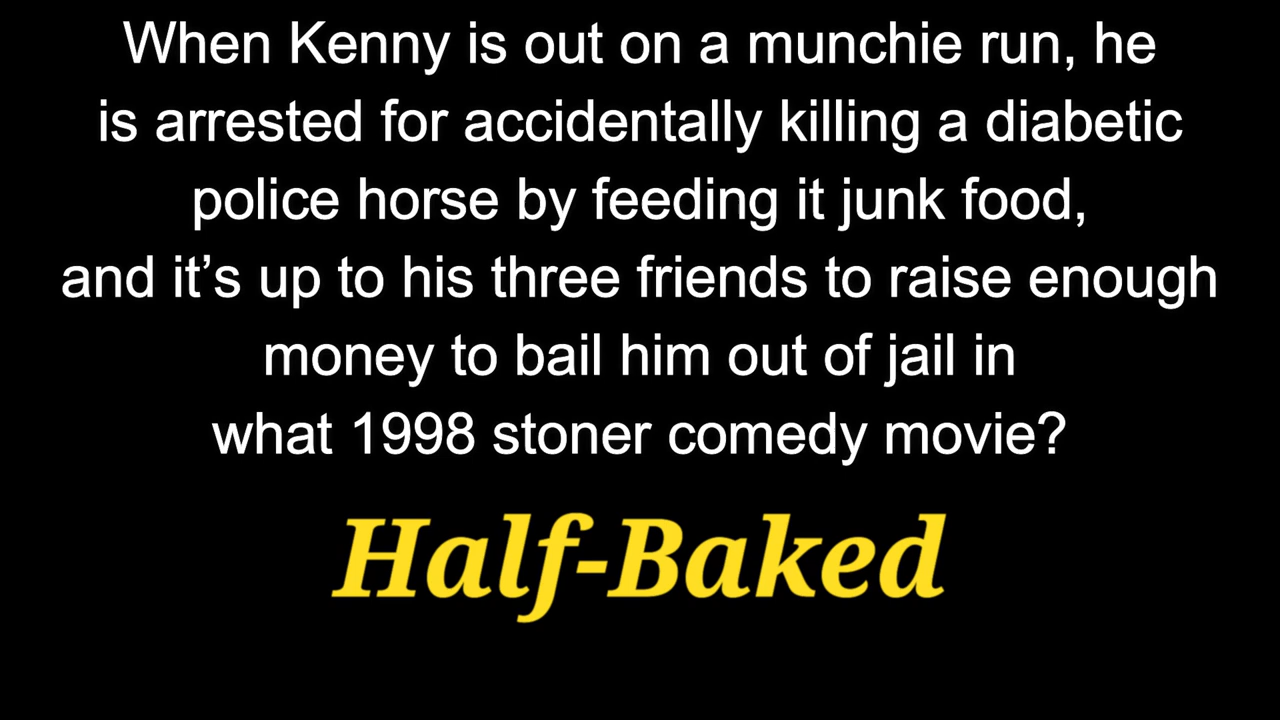 When Kenny is out on a munchie run, he
is arrested for accidentally killing a diabetic
police horse by feeding it junk food,
and it’s up to his three friends to raise enough
money to bail him out of jail in
what 1998 stoner comedy movie?
Half-Baked